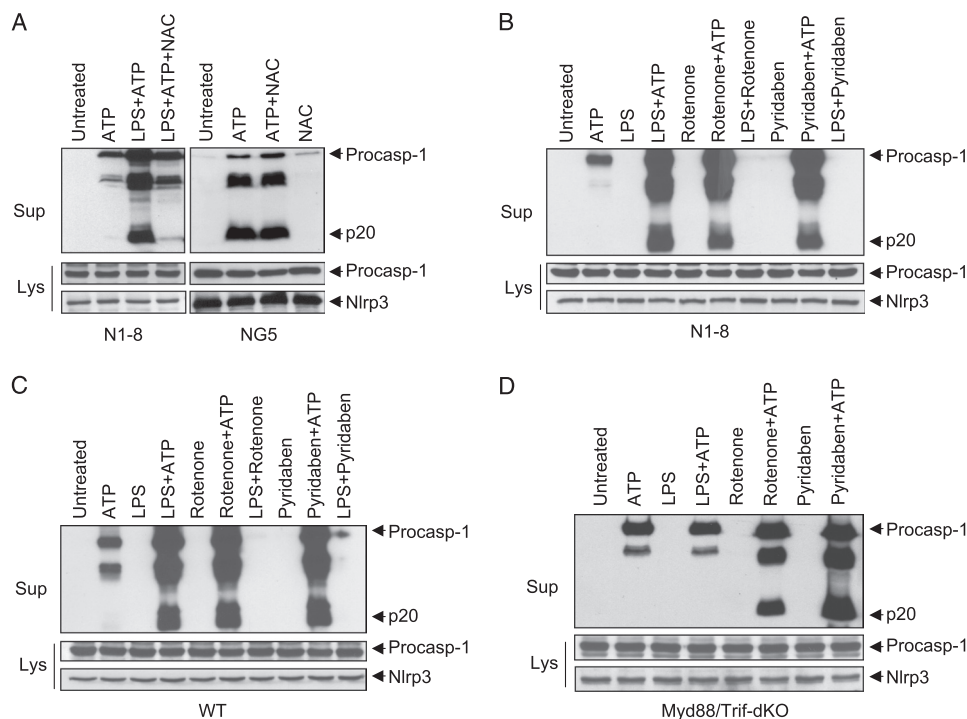 A
Untreated
ATP
LPS+ATP
LPS+ATP+NAC
Untreated
ATP
ATP+NAC
NAC
Procasp-1
Sup
p20
Procasp-1
Lys
Nlrp3
N1-8
NG5
B
Untreated
ATP
LPS
LPS+ATP
Rotenone
Rotenone+ATP
LPS+Rotenone
Pyridaben
Pyridaben+ATP
LPS+Pyridaben
Procasp-1
Sup
p20
Procasp-1
Lys
Nlrp3
N1-8
C
Untreated
ATP
LPS
LPS+ATP
Rotenone
Rotenone+ATP
LPS+Rotenone
Pyridaben
Pyridaben+ATP
LPS+Pyridaben
Procasp-1
Sup
p20
Procasp-1
Lys
Nlrp3
WT
D
Untreated
ATP
LPS
LPS+ATP
Rotenone
Rotenone+ATP
Pyridaben
Pyridaben+ATP
Procasp-1
Sup
p20
Procasp-1
Lys
Nlrp3
Myd88/Trif-dKO